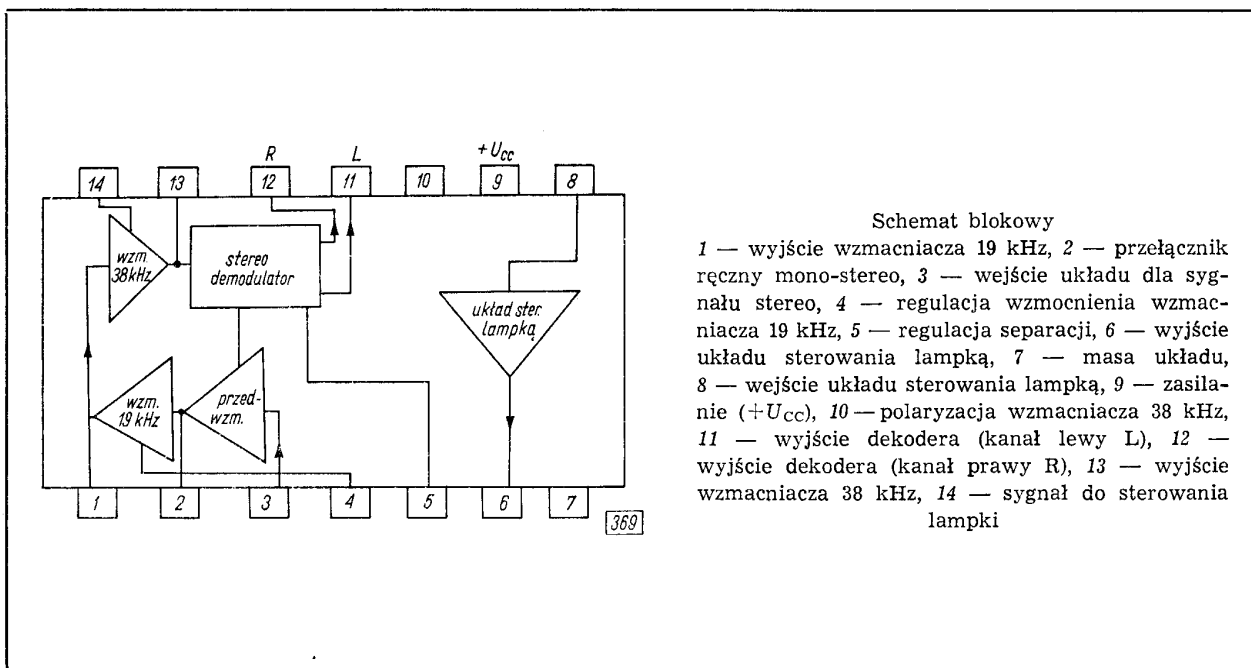 R L +U_cc
14 13 12 11 10 9 8
wzm.
38 kHz
stereo
demodulator
układ ster.
lampką
wzm.
19 kHz
przed-
wzm.
1 2 3 4 5 6 7
369
Schemat blokowy
1 — wyjście wzmacniacza 19 kHz, 2 — przełącznik
ręczny mono-stereo, 3 — wejście układu dla syg-
nału stereo, 4 — regulacja wzmocnienia wzmac-
niacza 19 kHz, 5 — regulacja separacji, 6 — wyjście
układu sterowania lampką, 7 — masa układu,
8 — wejście układu sterowania lampką, 9 — zasila-
nie (+U_CC), 10 — polaryzacja wzmacniacza 38 kHz,
11 — wyjście dekodera (kanał lewy L), 12 —
wyjście dekodera (kanał prawy R), 13 — wyjście
wzmacniacza 38 kHz, 14 — sygnał do sterowania
lampki